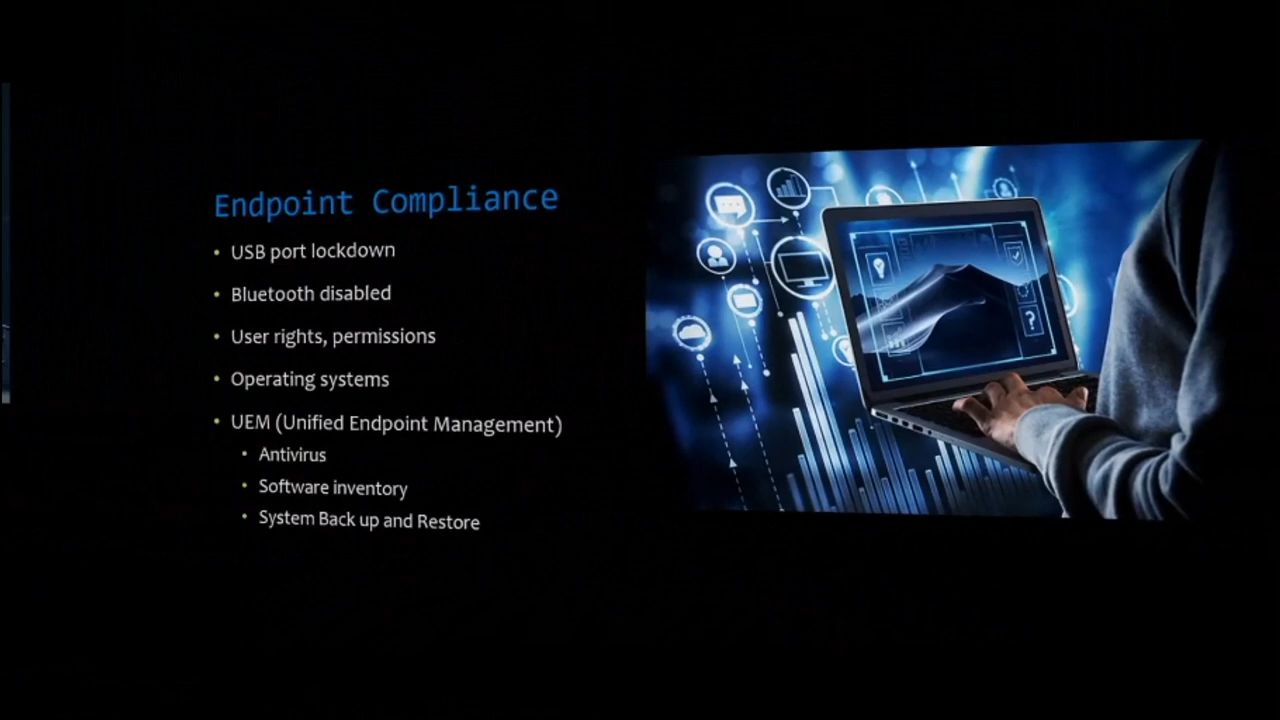 Endpoint Compliance
• USB port lockdown
• Bluetooth disabled
• User rights, permissions
• Operating systems
• UEM (Unified Endpoint Management)
• Antivirus
• Software inventory
• System Back up and Restore
?